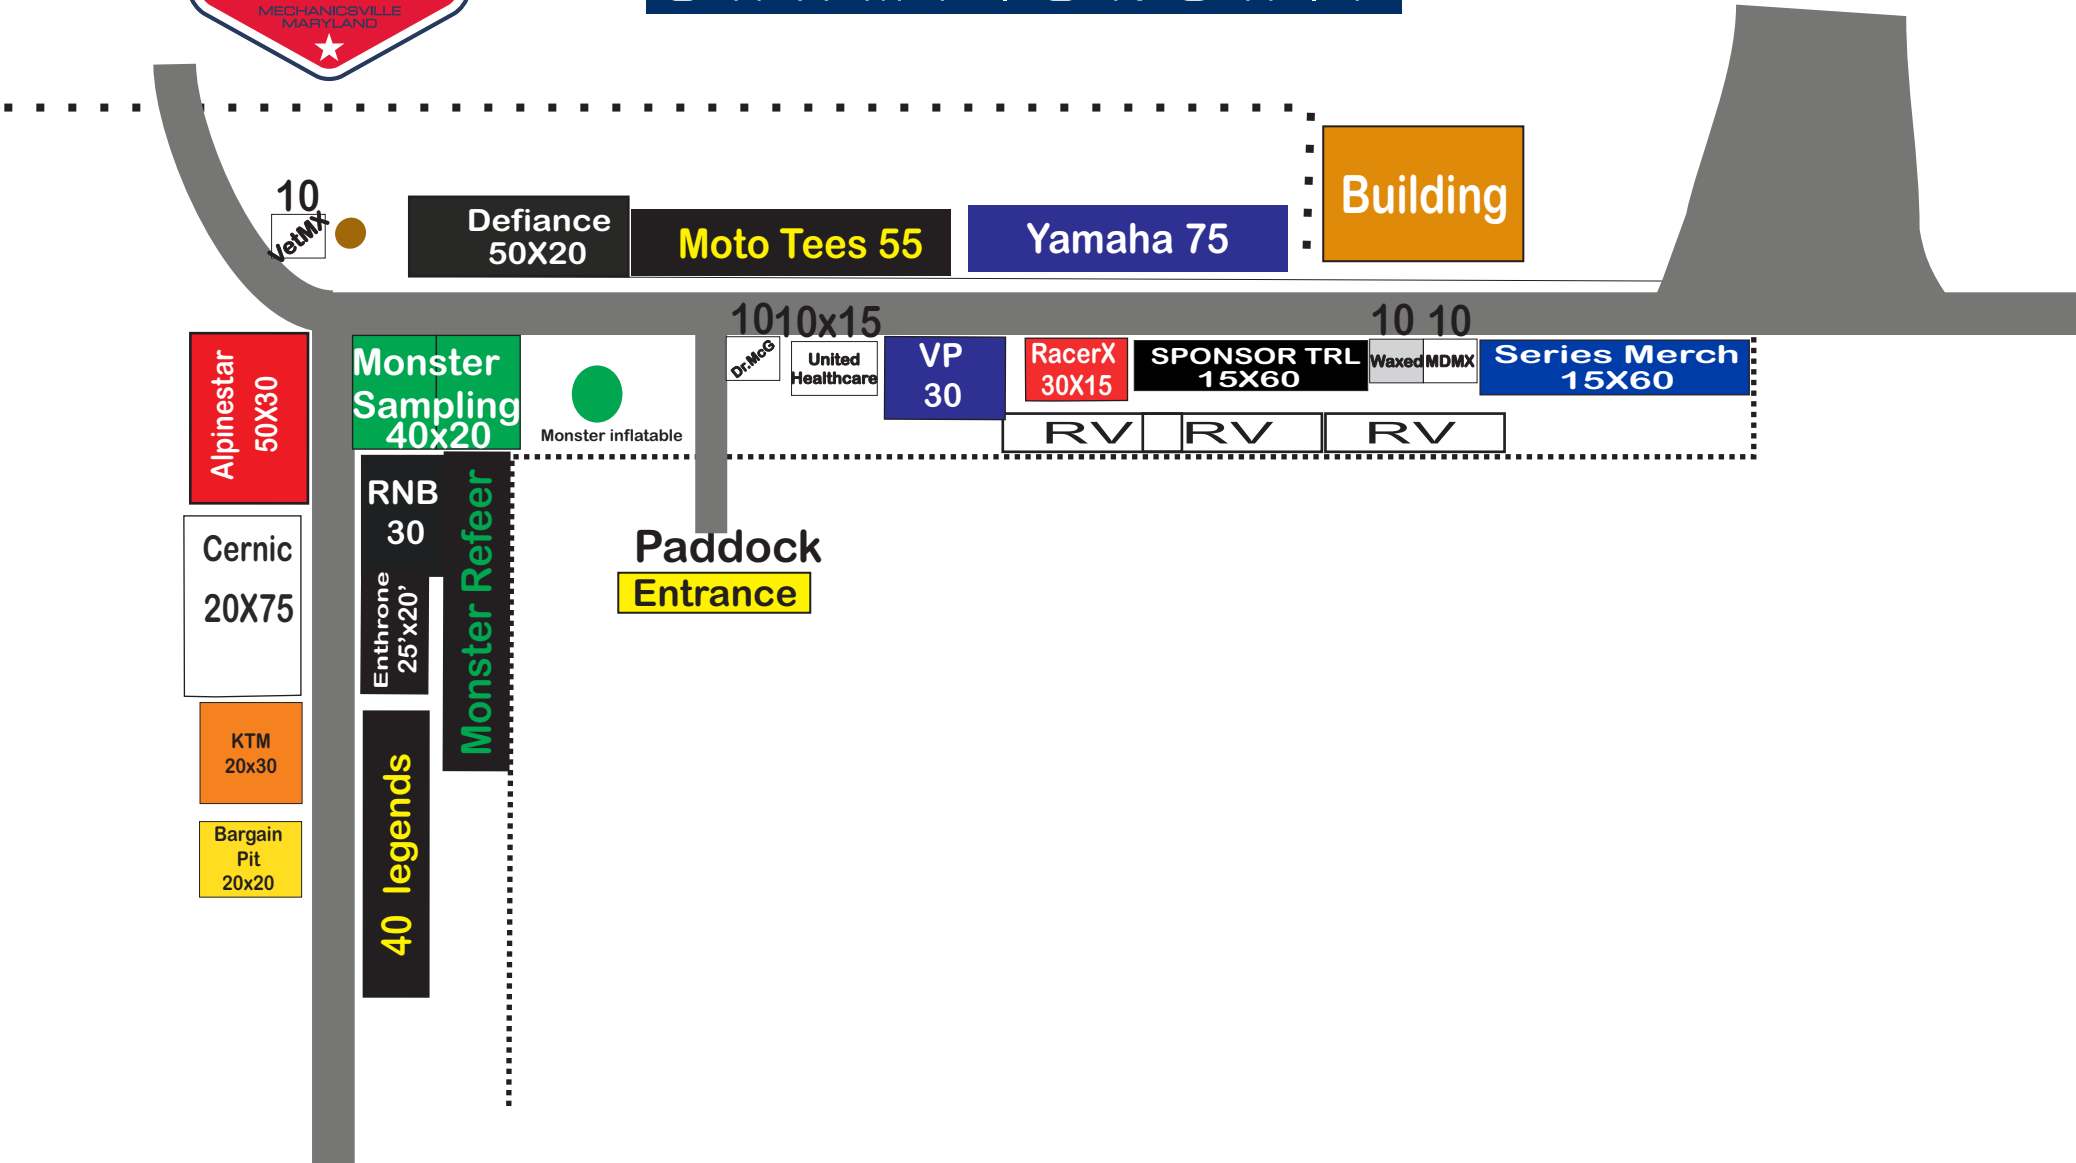 MECHANICSVILLE
MARYLAND
10
VetMX
Defiance
50X20
Moto Tees 55
Yamaha 75
Building
10
10x15
10
10
Alpinestar
50X30
Monster
Sampling
40x20
Monster inflatable
Dr.McG
United
Healthcare
VP
30
RacerX
30X15
SPONSOR TRL
15X60
Waxed
MDMX
Series Merch
15X60
RV
RV
RV
Cernic
20X75
RNB
30
Monster Refeer
Enthrone
25'x20'
Paddock
Entrance
KTM
20x30
40 legends
Bargain
Pit
20x20